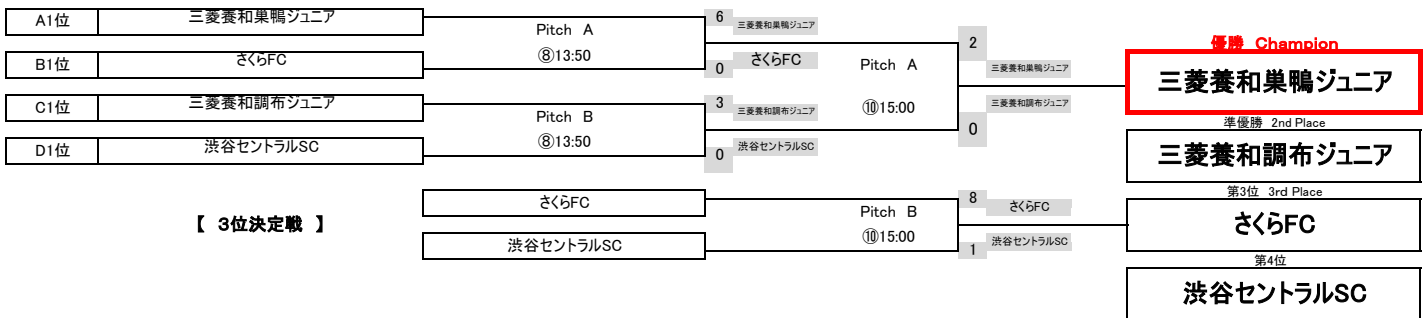 A1位 三菱養和巣鴨ジュニア
Pitch A
⑧13:50
6 三菱養和巣鴨ジュニア
B1位 さくらFC
0 さくらFC
C1位 三菱養和調布ジュニア
Pitch B
⑧13:50
3 三菱養和調布ジュニア
D1位 渋谷セントラルSC
0 渋谷セントラルSC
Pitch A
⑩15:00
2 三菱養和巣鴨ジュニア
0 三菱養和調布ジュニア
優勝 Champion
三菱養和巣鴨ジュニア
準優勝 2nd Place
三菱養和調布ジュニア
【 3位決定戦 】
さくらFC
渋谷セントラルSC
Pitch B
⑩15:00
8 さくらFC
1 渋谷セントラルSC
第3位 3rd Place
さくらFC
第4位
渋谷セントラルSC